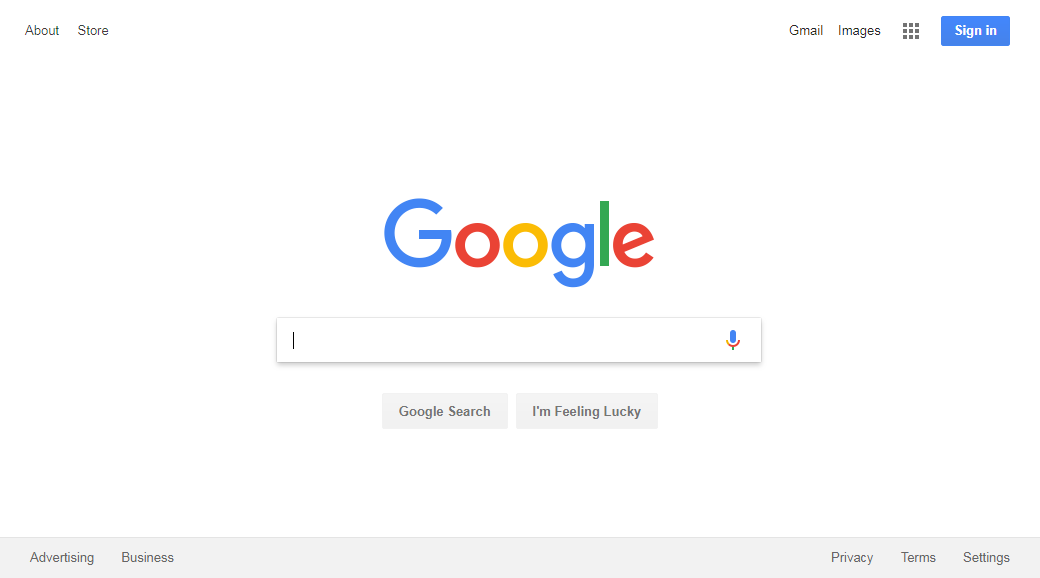 About Store Gmail Images Sign in
Google
Google Search I'm Feeling Lucky
Advertising Business Privacy Terms Settings